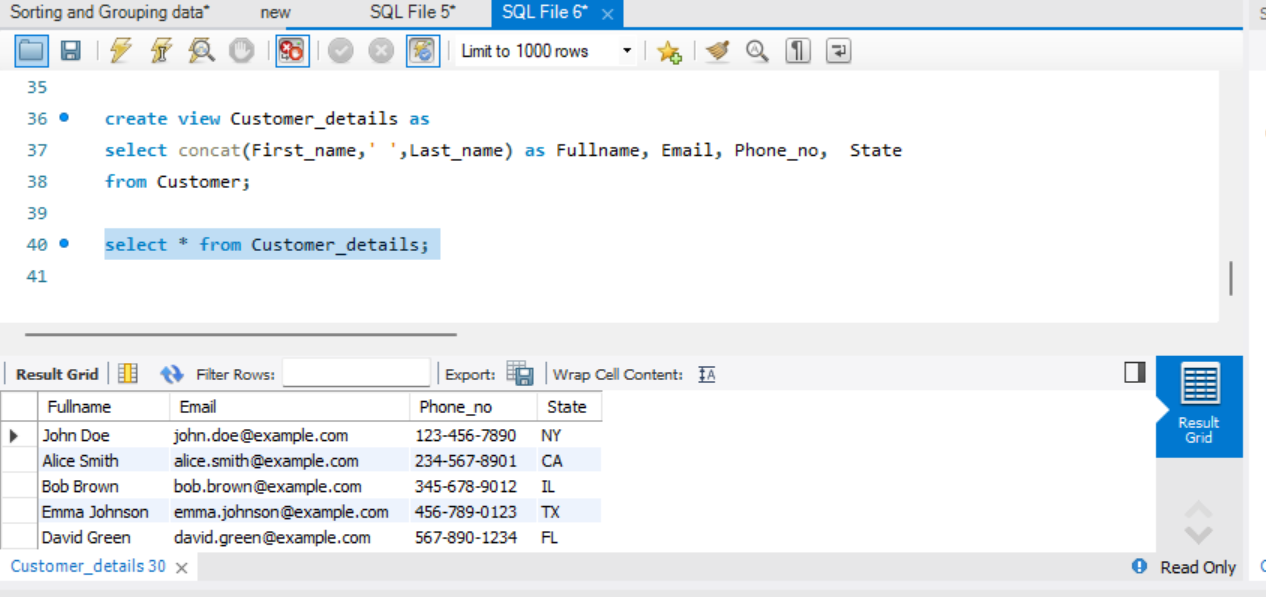 Sorting and Grouping data* new SQL File 5* SQL File 6*
Limit to 1000 rows
35
36 create view Customer_details as
37 select concat(First_name,' ',Last_name) as Fullname, Email, Phone_no,  State
38 from Customer;
39
40 select * from Customer_details;
41
Result Grid Filter Rows: Export: Wrap Cell Content: IA
Fullname Email Phone_no State
John Doe john.doe@example.com 123-456-7890 NY
Alice Smith alice.smith@example.com 234-567-8901 CA
Bob Brown bob.brown@example.com 345-678-9012 IL
Emma Johnson emma.johnson@example.com 456-789-0123 TX
David Green david.green@example.com 567-890-1234 FL
Result
Grid
Customer_details 30 Read Only